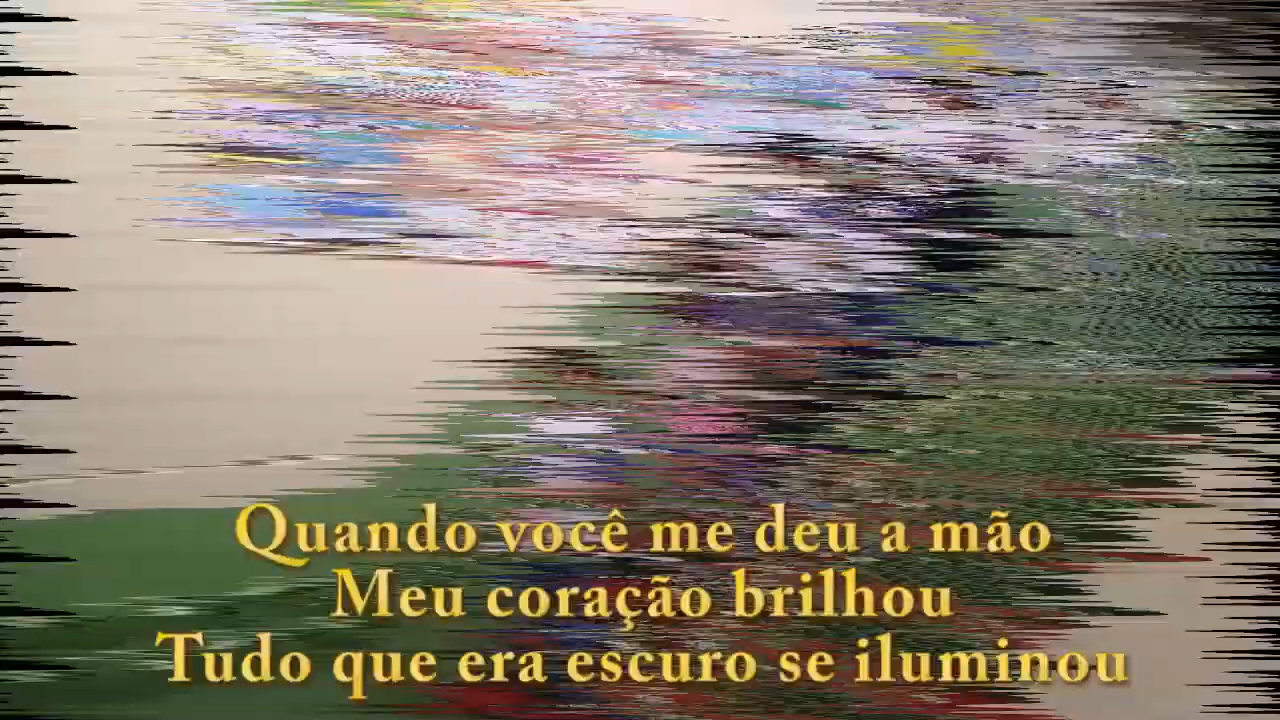 Quando você me deu a mão
Meu coração brilhou
Tudo que era escuro se iluminou